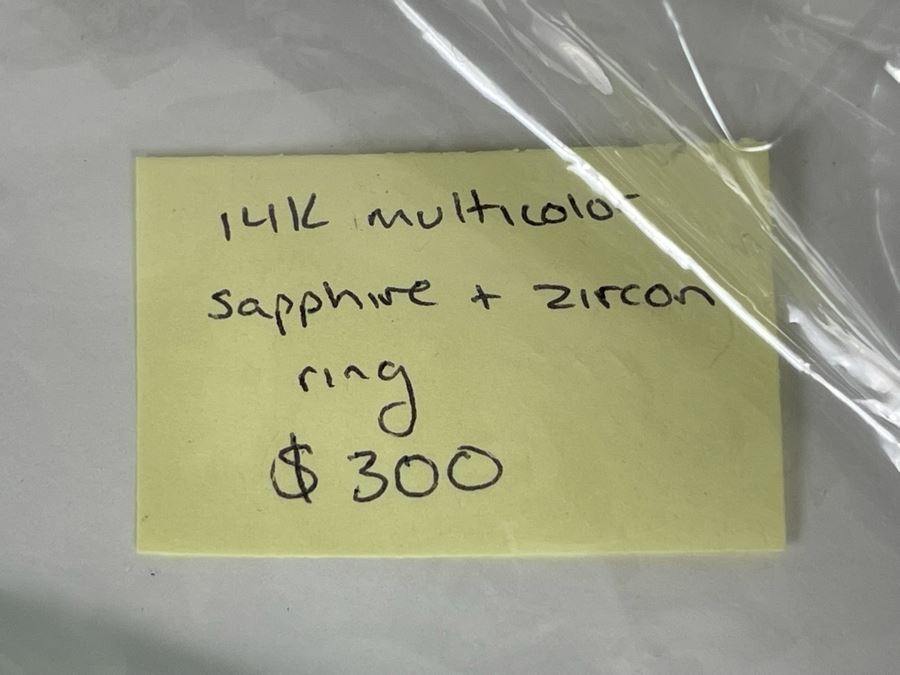 14K multicolor
sapphire + zircon
ring
$300